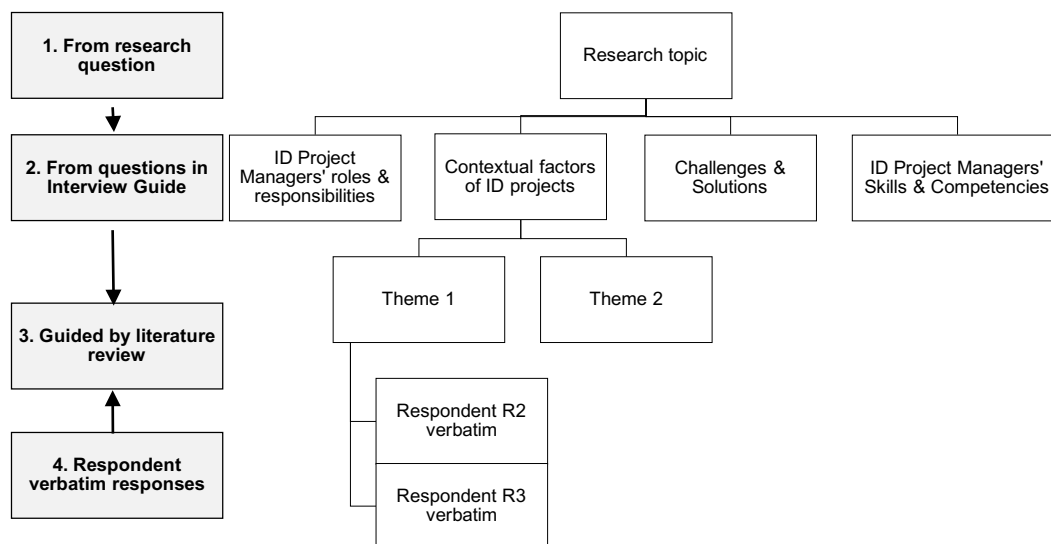 1. From research
question
Research topic
2. From questions in
Interview Guide
ID Project
Managers' roles &
responsibilities
Contextual factors
of ID projects
Challenges &
Solutions
ID Project Managers'
Skills & Competencies
3. Guided by literature
review
Theme 1
Theme 2
4. Respondent
verbatim responses
Respondent R2
verbatim
Respondent R3
verbatim